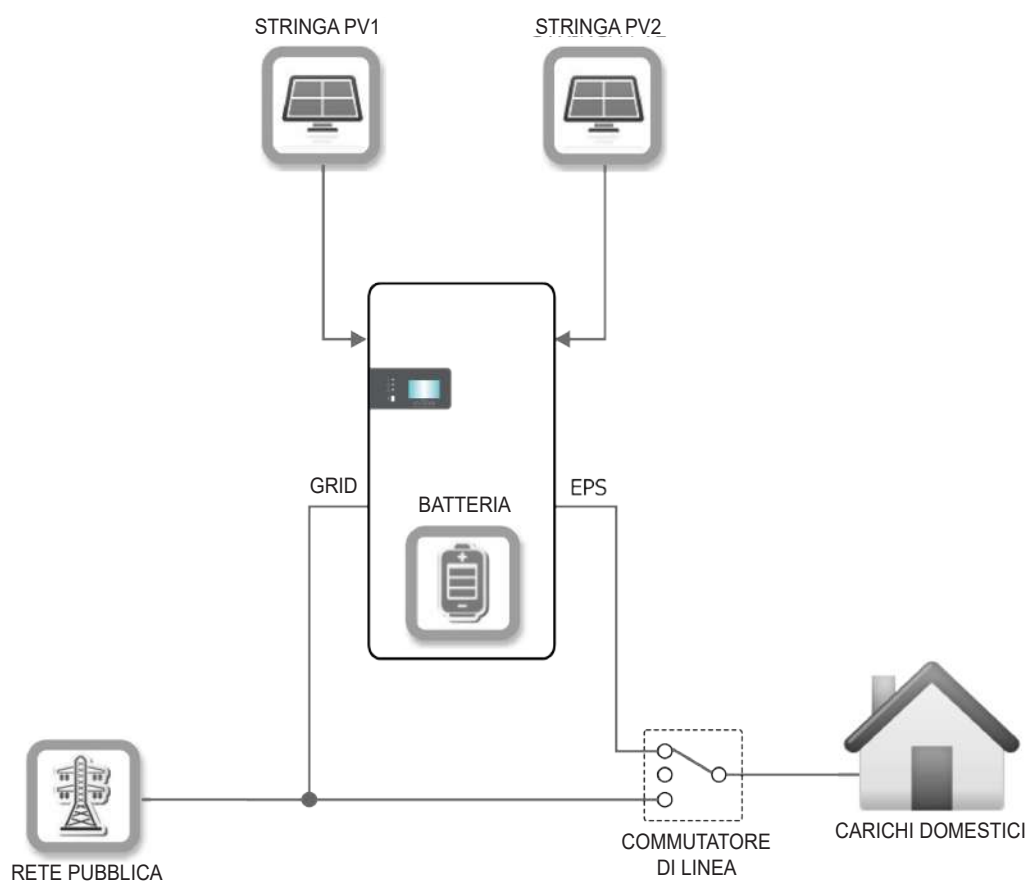 STRINGA PV1
STRINGA PV2
GRID
BATTERIA
EPS
COMMUTATORE
DI LINEA
CARICHI DOMESTICI
RETE PUBBLICA